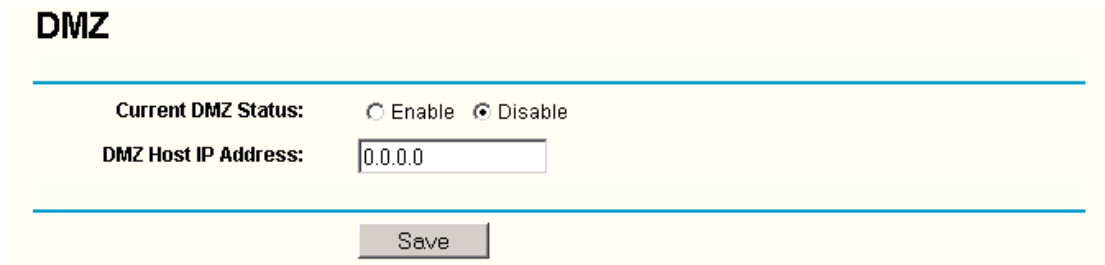 DMZ
Current DMZ Status: Enable Disable
DMZ Host IP Address: 0.0.0.0
Save